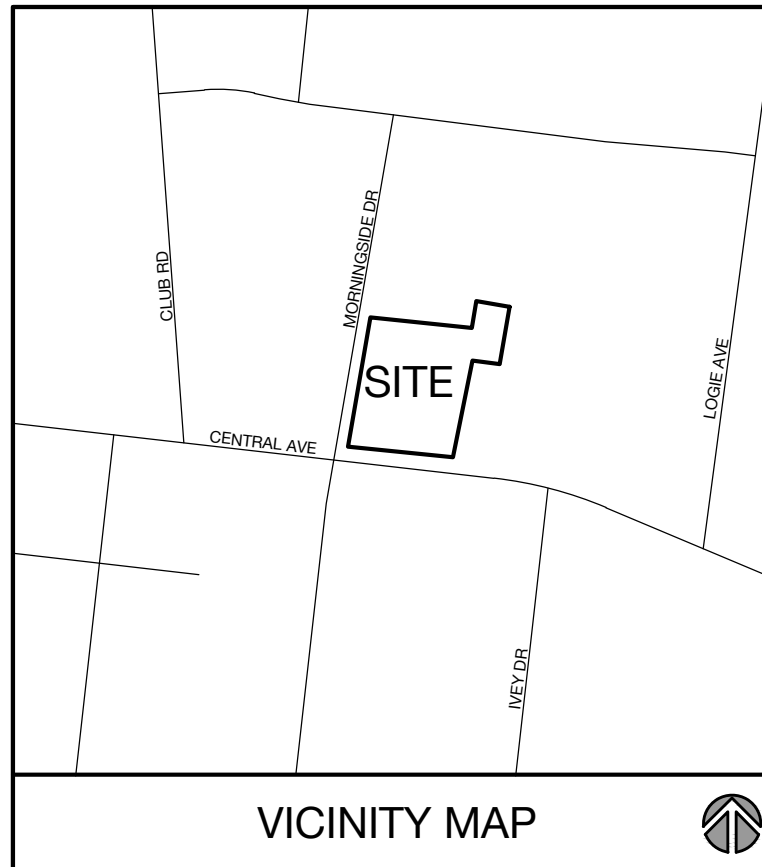 MORNINGSIDE DR
CLUB RD
LOGIE AVE
SITE
CENTRAL AVE
IVEY DR
VICINITY MAP